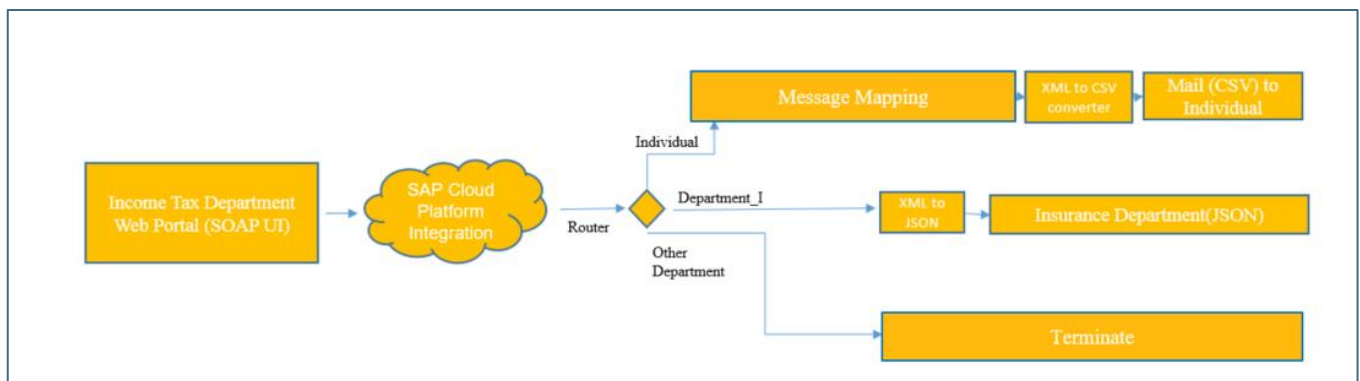 Income Tax Department
Web Portal (SOAP UI)
SAP Cloud
Platform
Integration
Router
Individual
Message Mapping
XML to CSV
converter
Mail (CSV) to
Individual
Department_I
XML to
JSON
Insurance Department(JSON)
Other
Department
Terminate